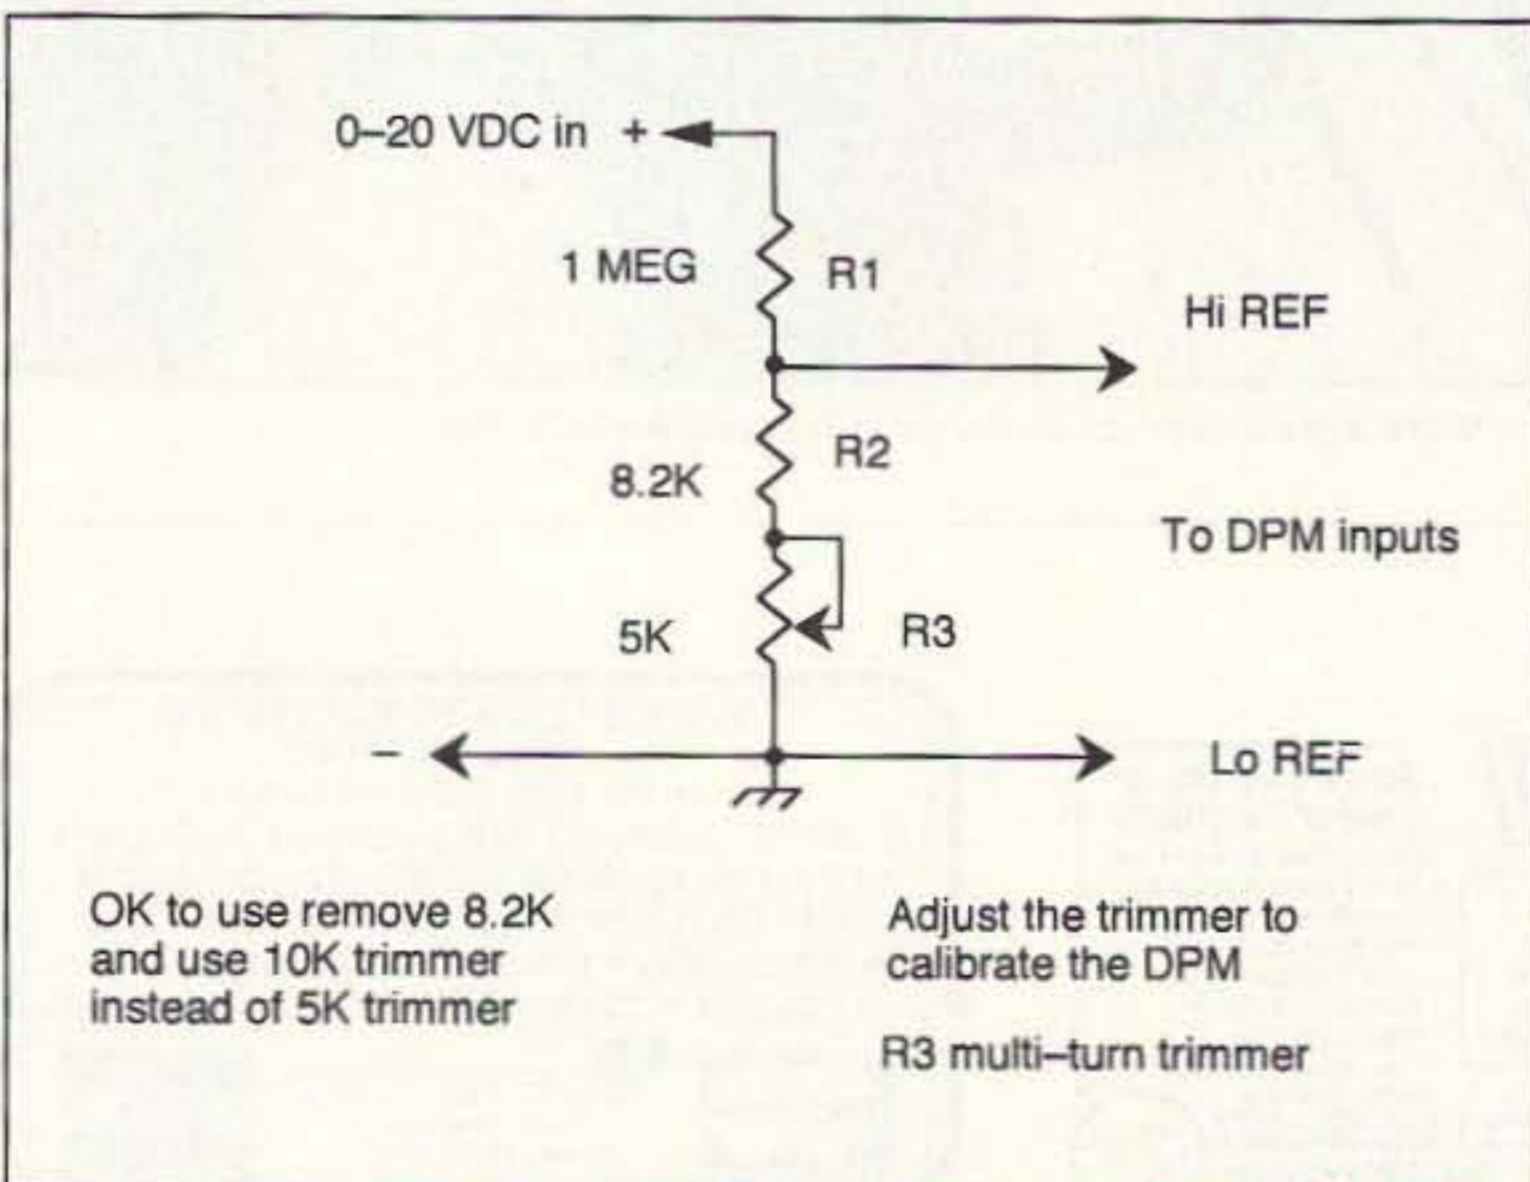 0–20 VDC in +
1 MEG
R1
Hi REF
R2
8.2K
To DPM inputs
5K
R3
–
Lo REF
OK to use remove 8.2K
and use 10K trimmer
instead of 5K trimmer
Adjust the trimmer to
calibrate the DPM
R3 multi–turn trimmer